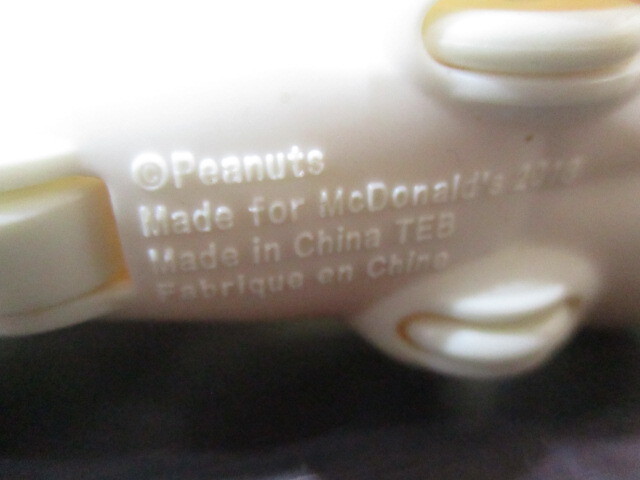 ©Peanuts
Made for McDonald's
Made in China TEB
Fabrique en Chine